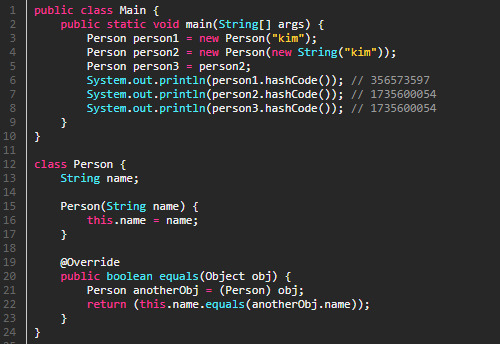 1 public class Main {
2     public static void main(String[] args) {
3         Person person1 = new Person("kim");
4         Person person2 = new Person(new String("kim"));
5         Person person3 = person2;
6         System.out.println(person1.hashCode()); // 356573597
7         System.out.println(person2.hashCode()); // 1735600054
8         System.out.println(person3.hashCode()); // 1735600054
9     }
10 }
11
12 class Person {
13     String name;
14
15     Person(String name) {
16         this.name = name;
17     }
18
19     @Override
20     public boolean equals(Object obj) {
21         Person anotherObj = (Person) obj;
22         return (this.name.equals(anotherObj.name));
23     }
24 }